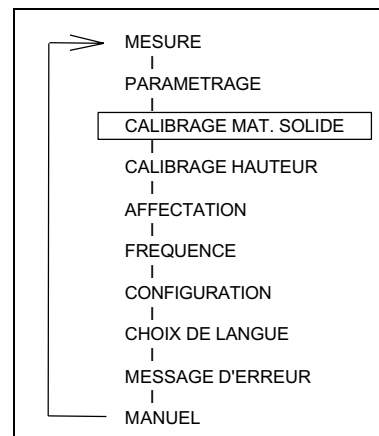 MESURE
PARAMETRAGE
CALIBRAGE MAT. SOLIDE
CALIBRAGE HAUTEUR
AFFECTATION
FREQUENCE
CONFIGURATION
CHOIX DE LANGUE
MESSAGE D'ERREUR
MANUEL